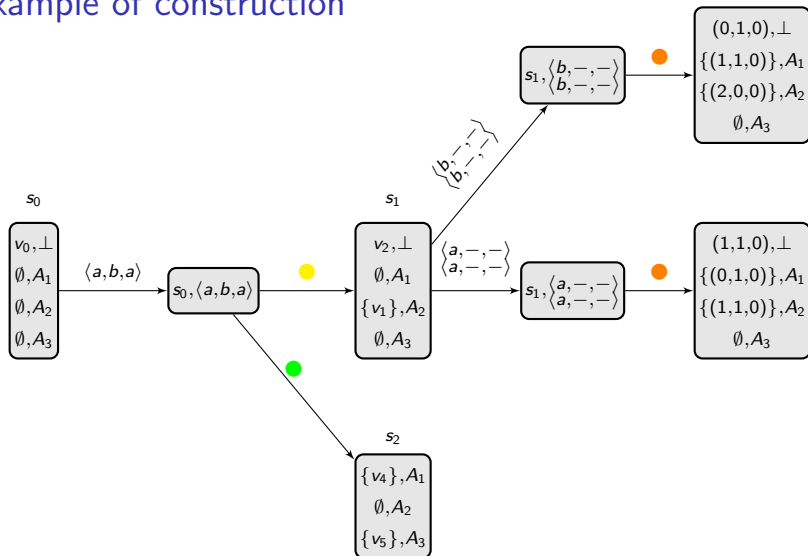 xample of construction
s₀
v₀,⊥
∅,A₁
∅,A₂
∅,A₃
⟨a,b,a⟩
s₀,⟨a,b,a⟩
s₁
v₂,⊥
∅,A₁
{v₁},A₂
∅,A₃
⟨b,−,−⟩
⟨b,−,−⟩
s₁,⟨b,−,−⟩
⟨b,−,−⟩
(0,1,0),⊥
{(1,1,0)},A₁
{(2,0,0)},A₂
∅,A₃
⟨a,−,−⟩
⟨a,−,−⟩
s₁,⟨a,−,−⟩
⟨a,−,−⟩
(1,1,0),⊥
{(0,1,0)},A₁
{(1,1,0)},A₂
∅,A₃
s₂
{v₄},A₁
∅,A₂
{v₅},A₃